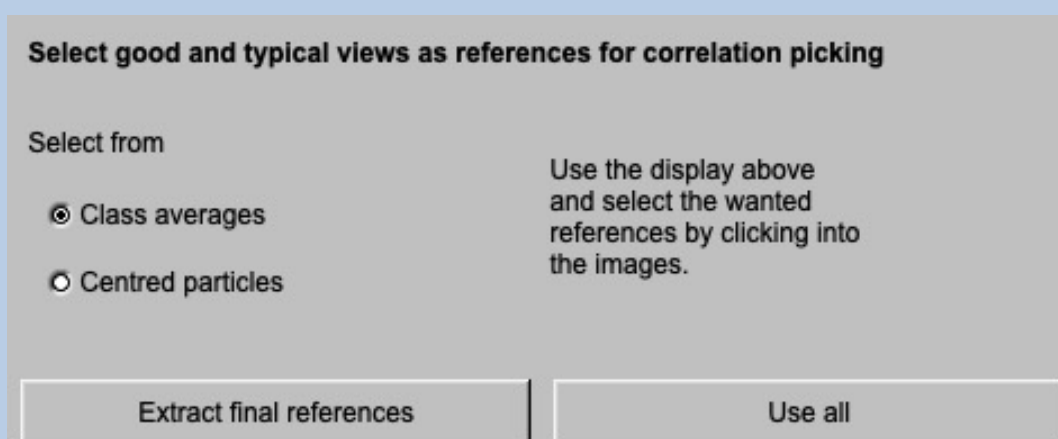 Select good and typical views as references for correlation picking
Select from
Class averages
Centred particles
Use the display above
and select the wanted
references by clicking into
the images.
Extract final references
Use all